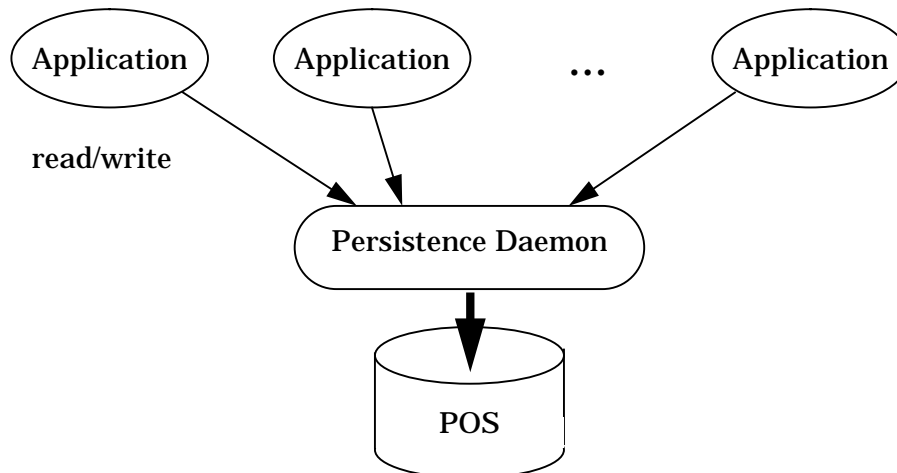 Application
Application
...
Application
read/write
Persistence Daemon
POS